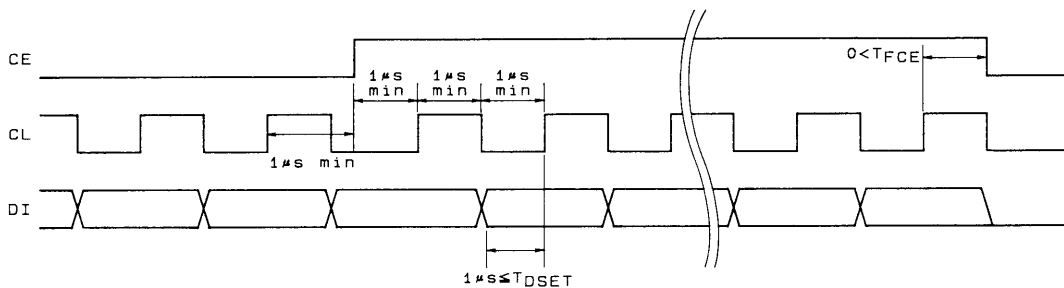 CE
0<TFCE
1μs min
1μs min
1μs min
CL
1μs min
DI
1μs≤TDSET